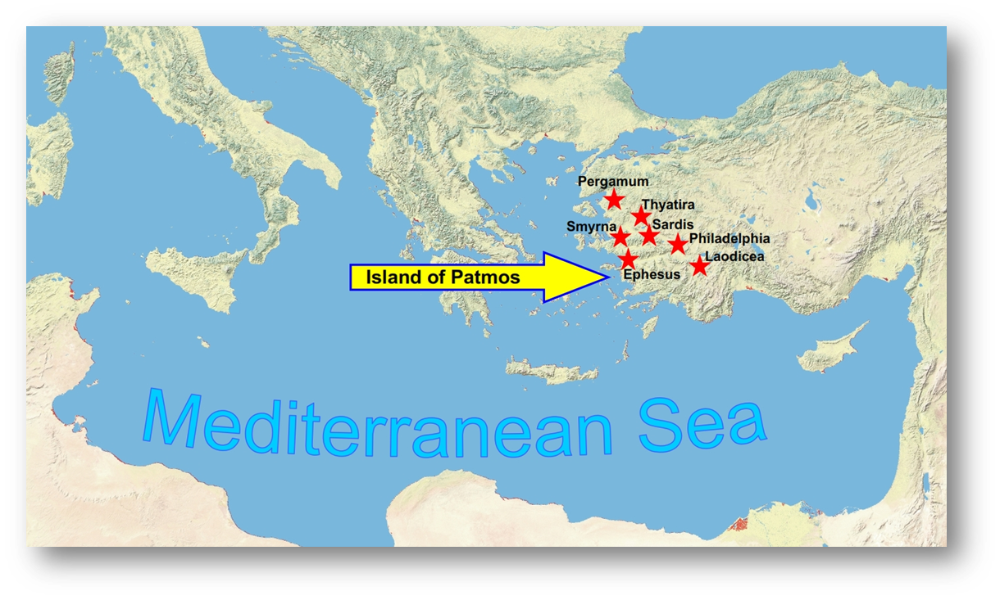 Pergamum
Thyatira
Smyrna
Sardis
Philadelphia
Laodicea
Island of Patmos
Ephesus
Mediterranean Sea